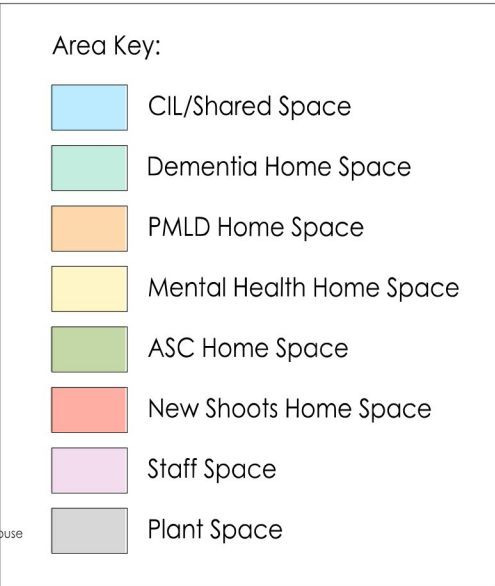 Area Key:
CIL/Shared Space
Dementia Home Space
PMLD Home Space
Mental Health Home Space
ASC Home Space
New Shoots Home Space
Staff Space
Plant Space